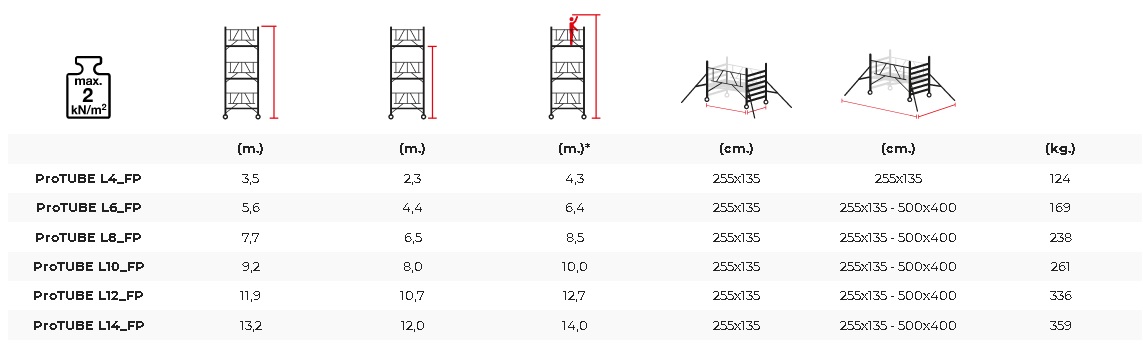 max.
2
kN/m²
(m.) (m.) (m.)* (cm.) (cm.) (kg.)
ProTUBE L4_FP 3,5 2,3 4,3 255x135 255x135 124
ProTUBE L6_FP 5,6 4,4 6,4 255x135 255x135 - 500x400 169
ProTUBE L8_FP 7,7 6,5 8,5 255x135 255x135 - 500x400 238
ProTUBE L10_FP 9,2 8,0 10,0 255x135 255x135 - 500x400 261
ProTUBE L12_FP 11,9 10,7 12,7 255x135 255x135 - 500x400 336
ProTUBE L14_FP 13,2 12,0 14,0 255x135 255x135 - 500x400 359